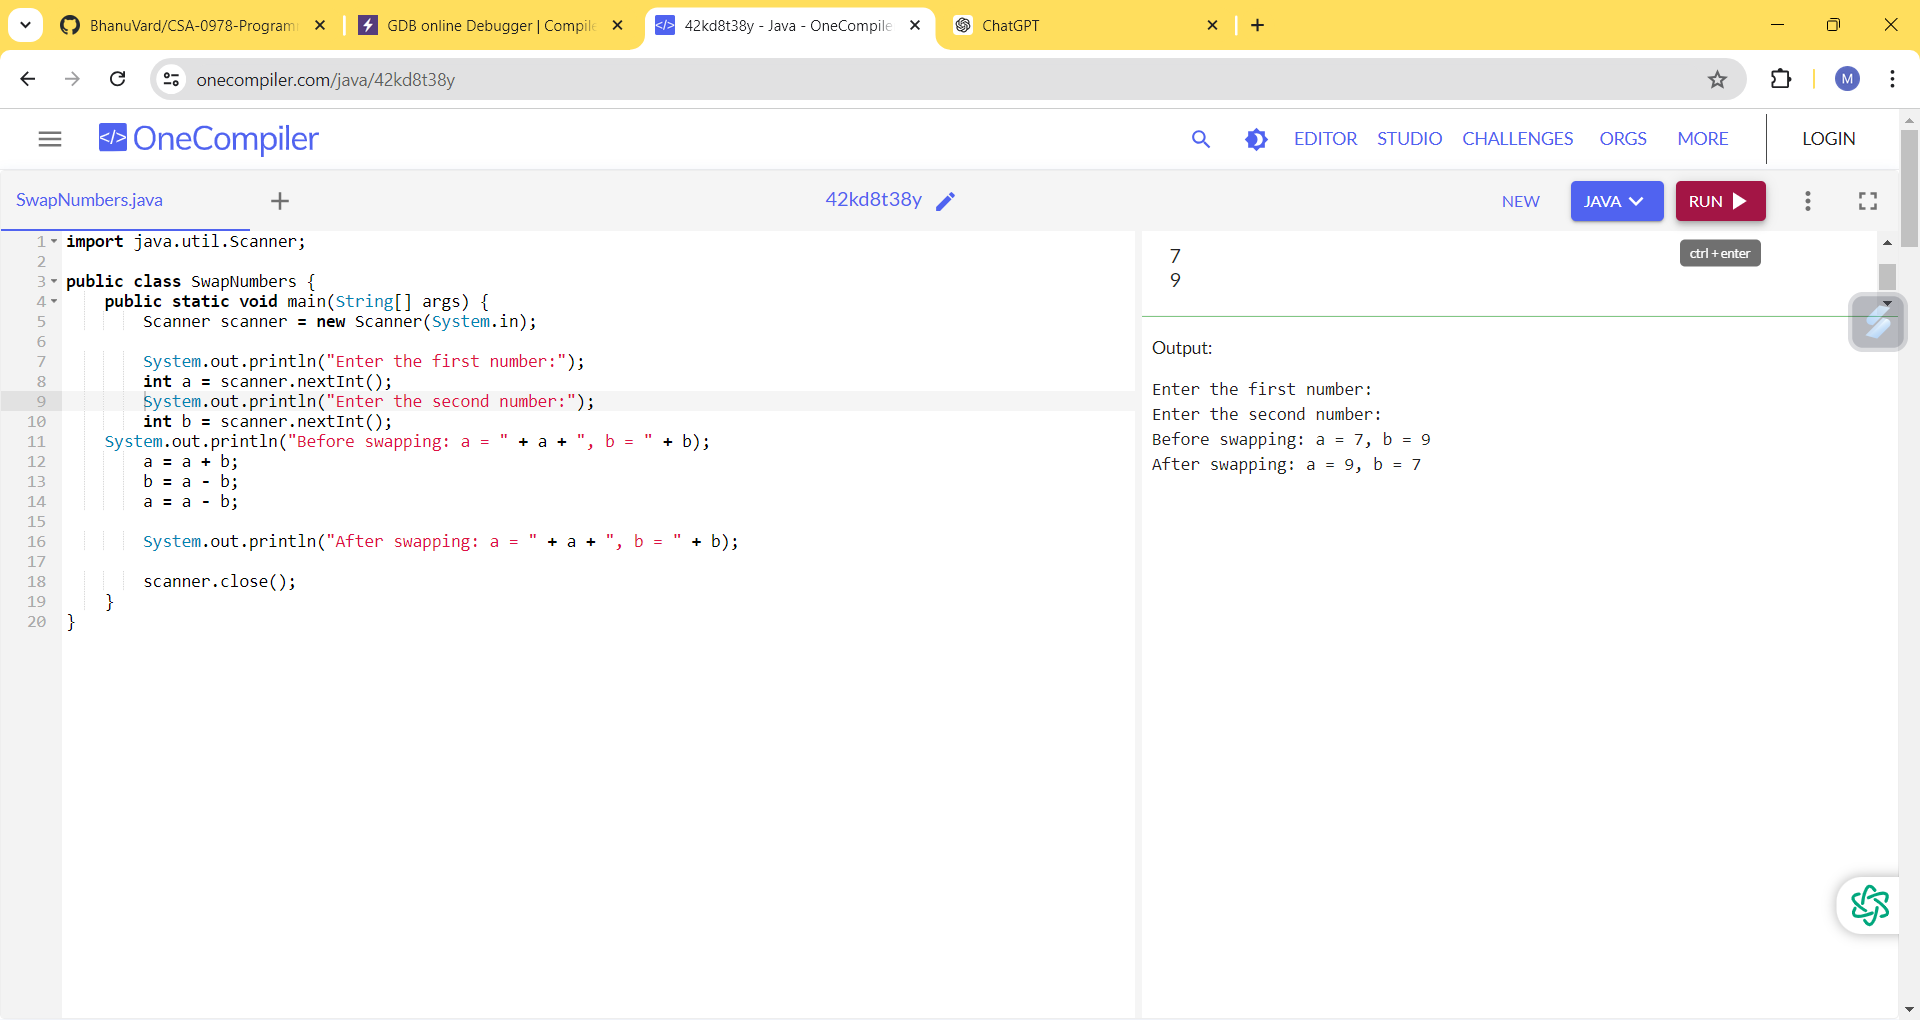 BhanuVard/CSA-0978-Program
GDB online Debugger | Compile
42kd8t38y - Java - OneCompile
ChatGPT
onecompiler.com/java/42kd8t38y
M
</> OneCompiler
EDITOR STUDIO CHALLENGES ORGS MORE LOGIN
SwapNumbers.java
42kd8t38y
NEW JAVA RUN
ctrl + enter
1 import java.util.Scanner;
2
3 public class SwapNumbers {
4 public static void main(String[] args) {
5 Scanner scanner = new Scanner(System.in);
6
7 System.out.println("Enter the first number:");
8 int a = scanner.nextInt();
9 System.out.println("Enter the second number:");
10 int b = scanner.nextInt();
11 System.out.println("Before swapping: a = " + a + ", b = " + b);
12 a = a + b;
13 b = a - b;
14 a = a - b;
15
16 System.out.println("After swapping: a = " + a + ", b = " + b);
17
18 scanner.close();
19 }
20 }
7
9
Output:
Enter the first number:
Enter the second number:
Before swapping: a = 7, b = 9
After swapping: a = 9, b = 7